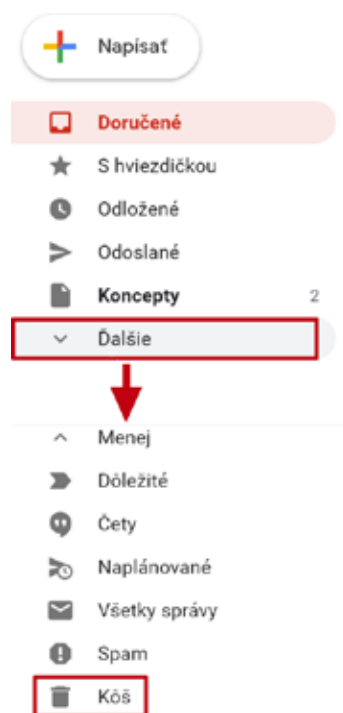 Napísať
Doručené
S hviezdičkou
Odložené
Odoslané
Koncepty 2
Ďalšie
Menej
Dôležité
Čety
Naplánované
Všetky správy
Spam
Kôš